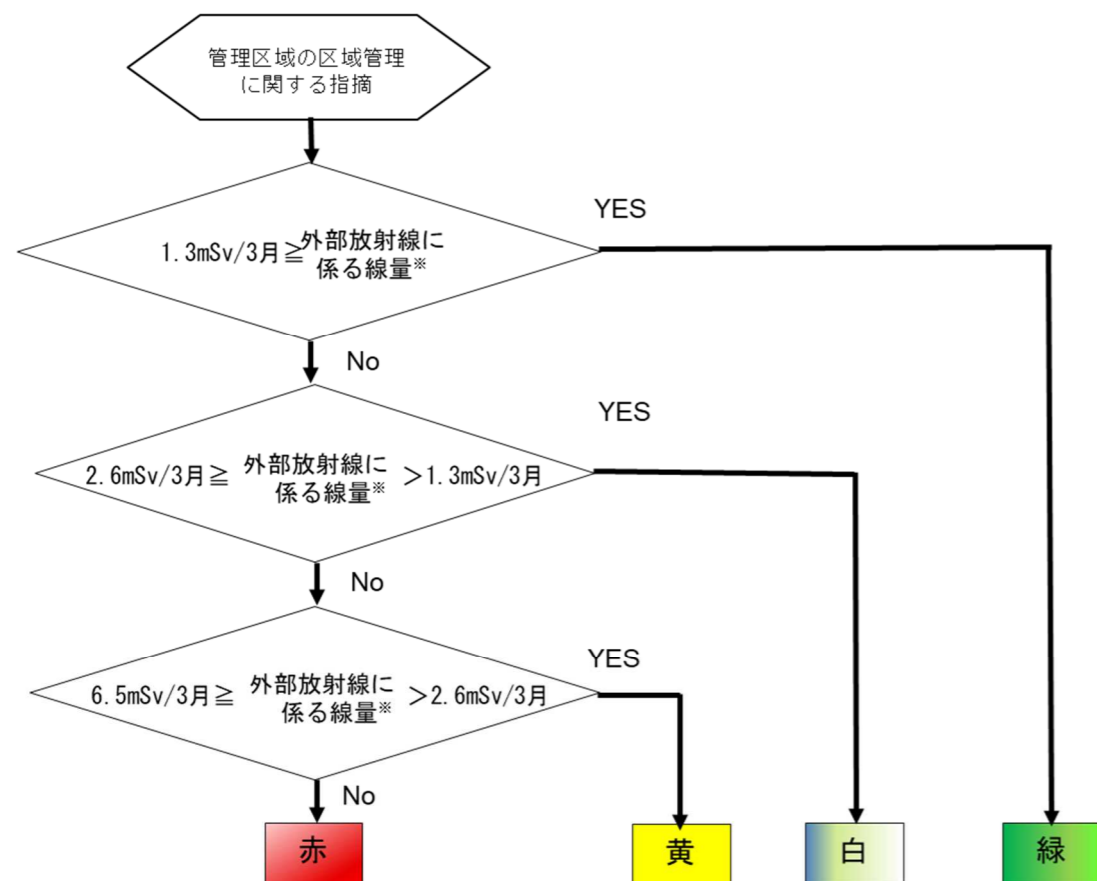 管理区域の区域管理
に関する指摘
YES
1.3mSv/3月≧外部放射線に
係る線量※
No
YES
2.6mSv/3月≧ 外部放射線に ＞1.3mSv/3月
係る線量※
No
YES
6.5mSv/3月≧ 外部放射線に ＞2.6mSv/3月
係る線量※
No
赤 黄 白 緑